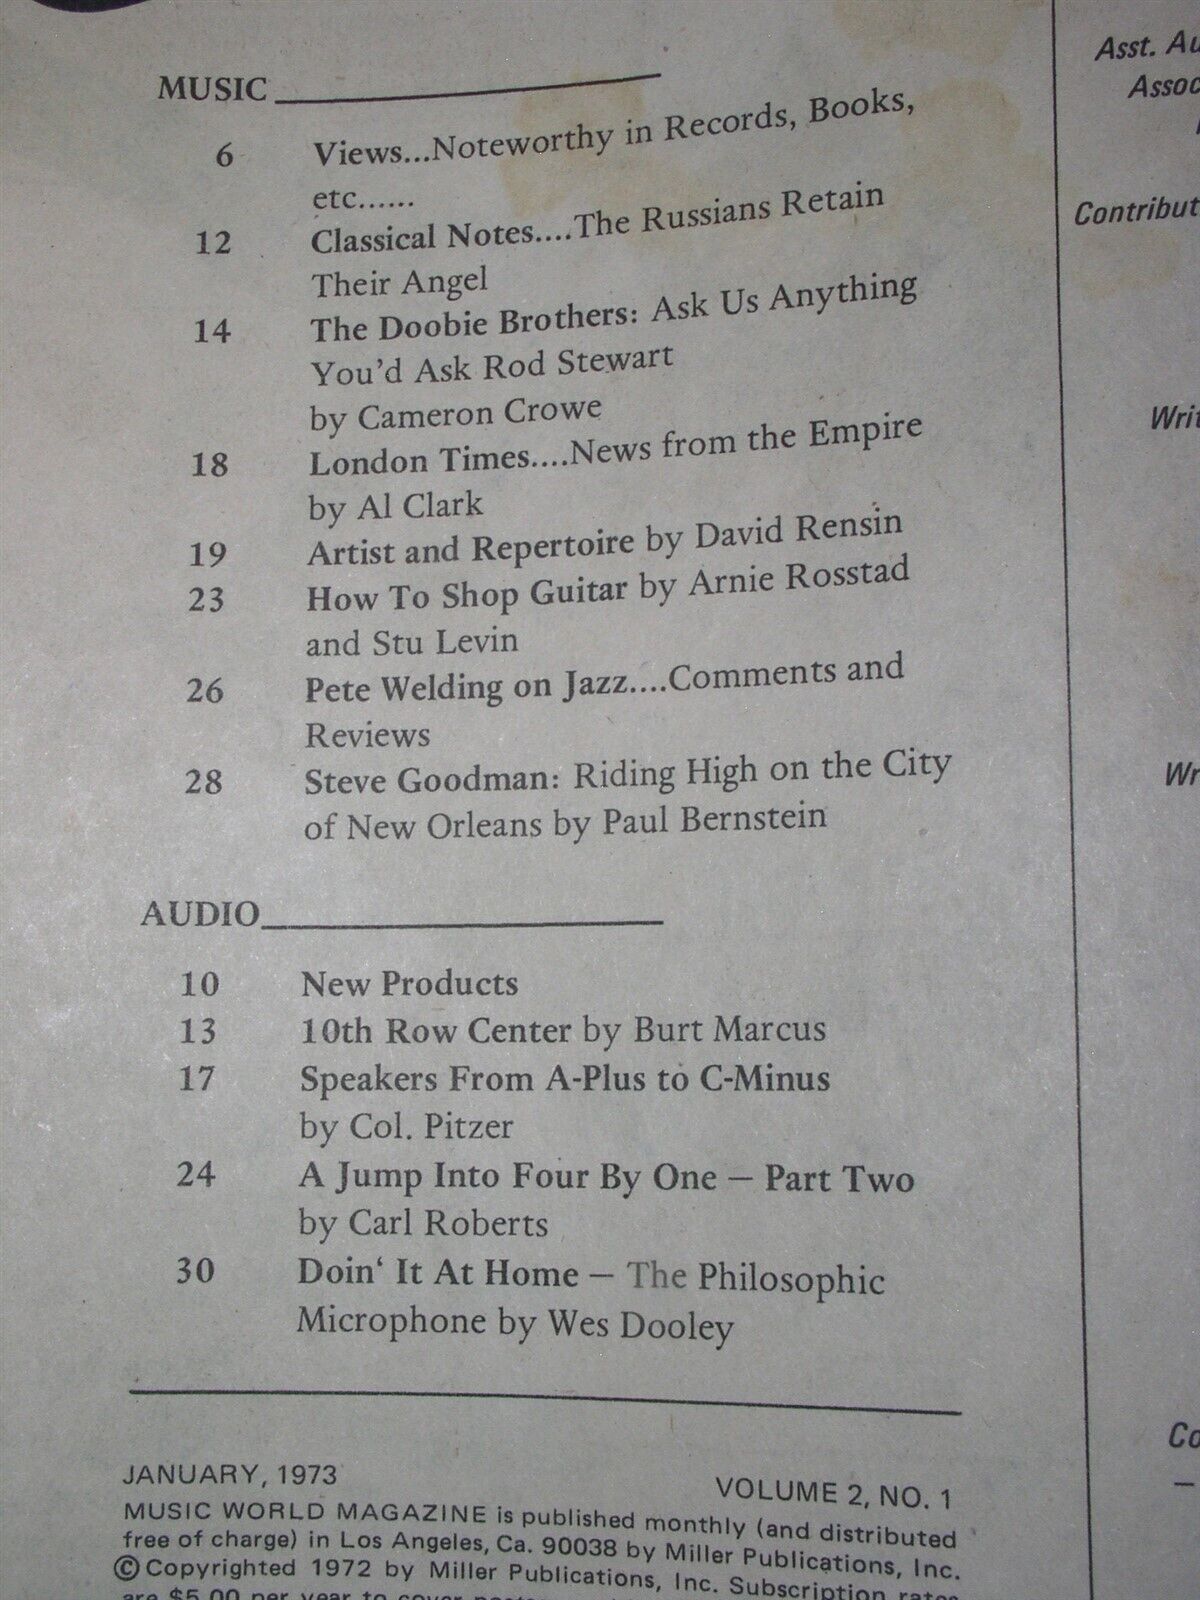 MUSIC
6 Views...Noteworthy in Records, Books,
etc......
12 Classical Notes....The Russians Retain
Their Angel
14 The Doobie Brothers: Ask Us Anything
You'd Ask Rod Stewart
by Cameron Crowe
18 London Times....News from the Empire
by Al Clark
19 Artist and Repertoire by David Rensin
23 How To Shop Guitar by Arnie Rosstad
and Stu Levin
26 Pete Welding on Jazz....Comments and
Reviews
28 Steve Goodman: Riding High on the City
of New Orleans by Paul Bernstein
AUDIO
10 New Products
13 10th Row Center by Burt Marcus
17 Speakers From A-Plus to C-Minus
by Col. Pitzer
24 A Jump Into Four By One — Part Two
by Carl Roberts
30 Doin‘ It At Home — The Philosophic
Microphone by Wes Dooley
JANUARY, 1973 VOLUME 2, NO. 1
MUSIC WORLD MAGAZINE is published monthly (and distributed
free of charge) in Los Angeles, Ca. 90038 by Miller Publications, Inc.
©Copyrighted 1972 by Miller Publications, Inc. Subscription rates
are $5.00 per year to cover
Asst. Au
Assoc
Contribut
Writ
Wr
Co